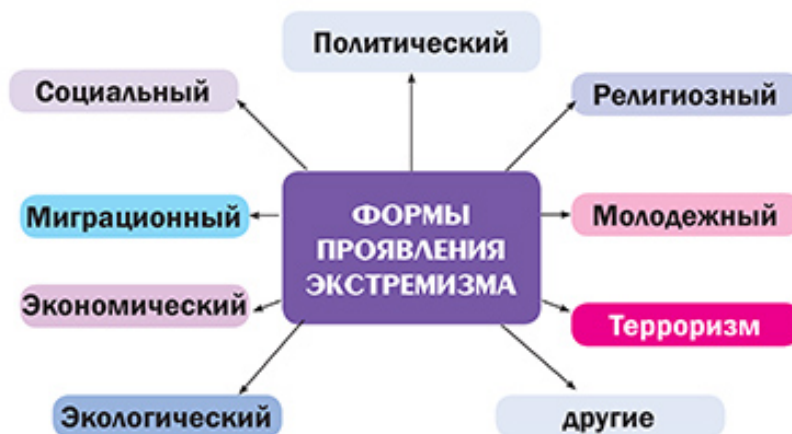 Политический
Социальный
Религиозный
Миграционный
ФОРМЫ
ПРОЯВЛЕНИЯ
ЭКСТРЕМИЗМА
Молодежный
Экономический
Терроризм
Экологический
другие